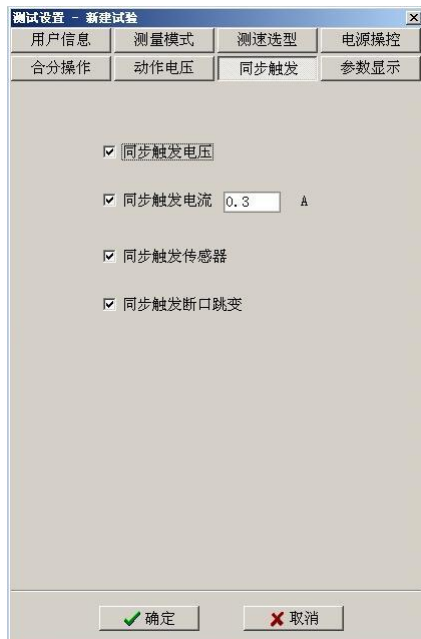 测试设置 - 新建试验
用户信息 测量模式 测速选型 电源操控
合分操作 动作电压 同步触发 参数显示
同步触发电压
同步触发电流 0.3 A
同步触发传感器
同步触发断口跳变
确定 取消